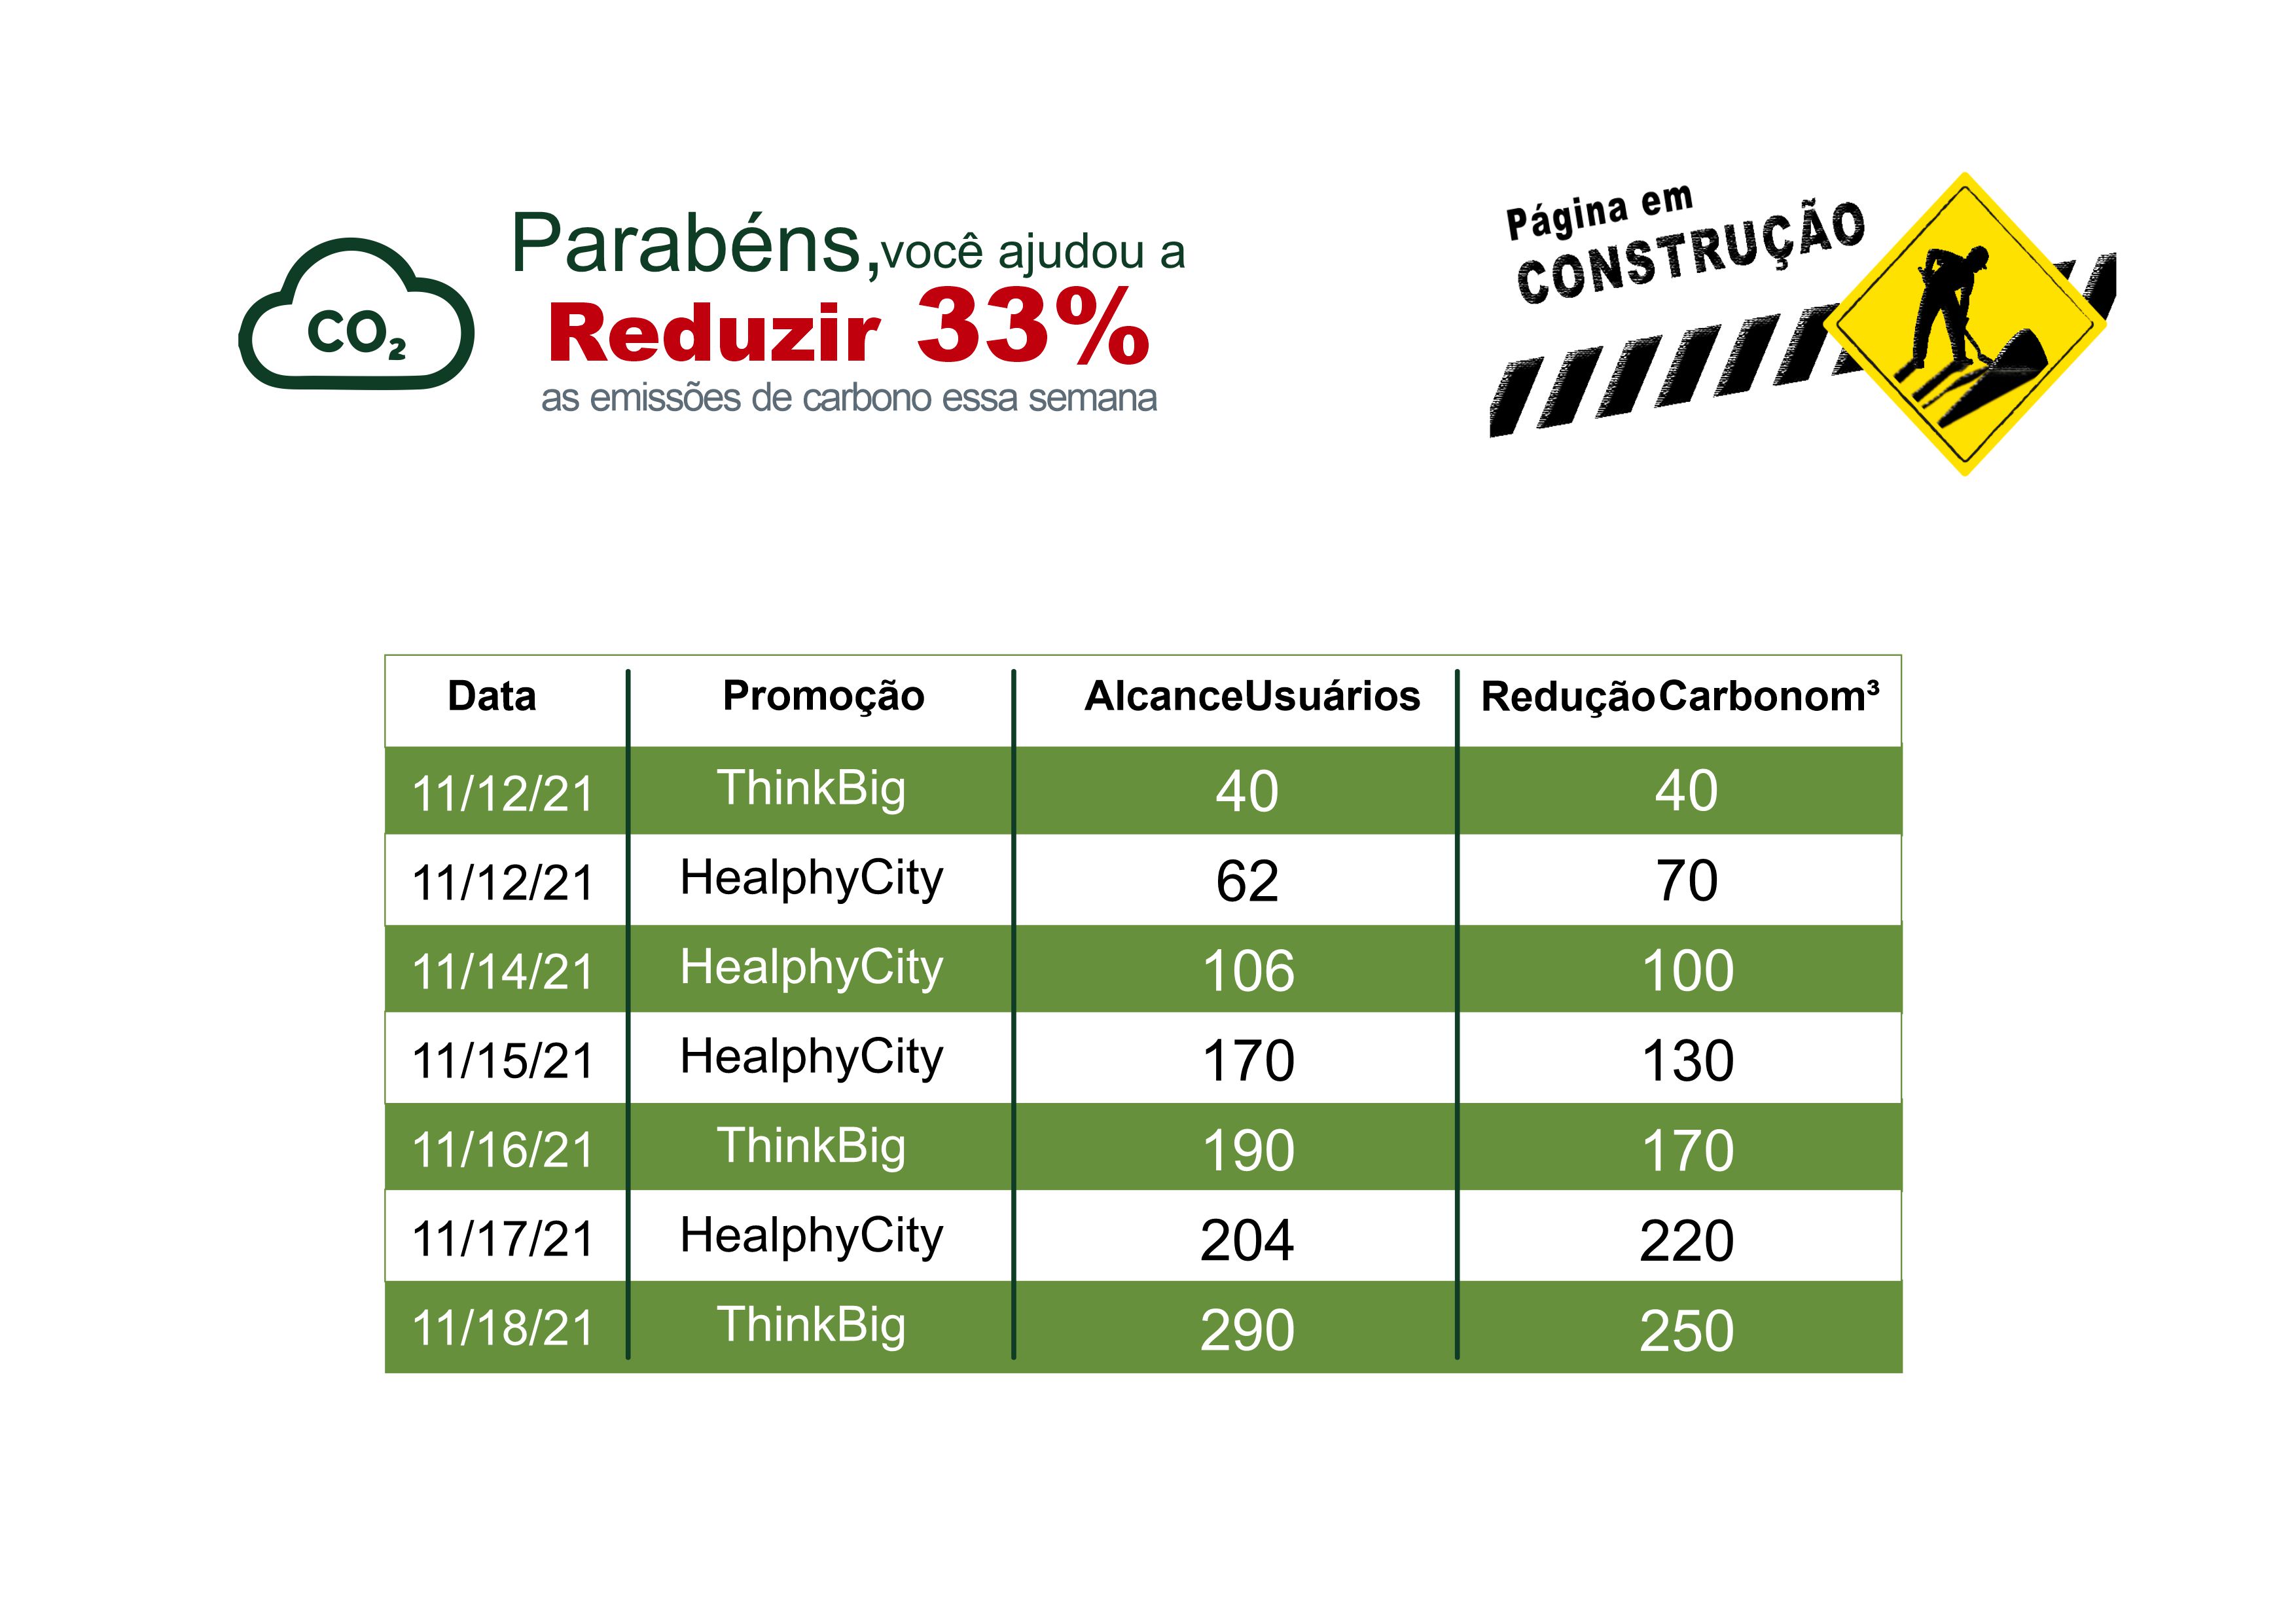 CO₂
Parabéns,você ajudou a
Reduzir 33%
as emissões de carbono essa semana
Página em
CONSTRUÇÃO
Data Promoção AlcanceUsuários ReduçãoCarbonom³
11/12/21 ThinkBig 40 40
11/12/21 HealphyCity 62 70
11/14/21 HealphyCity 106 100
11/15/21 HealphyCity 170 130
11/16/21 ThinkBig 190 170
11/17/21 HealphyCity 204 220
11/18/21 ThinkBig 290 250